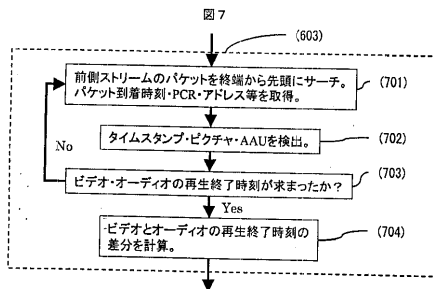 図7
(603)
前側ストリームのパケットを終端から先頭にサーチ。
パケット到着時刻・PCR・アドレス等を取得。
(701)
タイムスタンプ・ピクチャ・AAUを検出。
(702)
No
(703)
ビデオ・オーディオの再生終了時刻が求まったか？
Yes
ビデオとオーディオの再生終了時刻の
差分を計算。
(704)